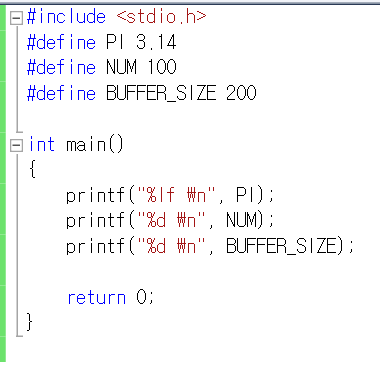 #include <stdio.h>
#define PI 3.14
#define NUM 100
#define BUFFER_SIZE 200
int main()
{
printf("%lf ₩n", PI);
printf("%d ₩n", NUM);
printf("%d ₩n", BUFFER_SIZE);
return 0;
}